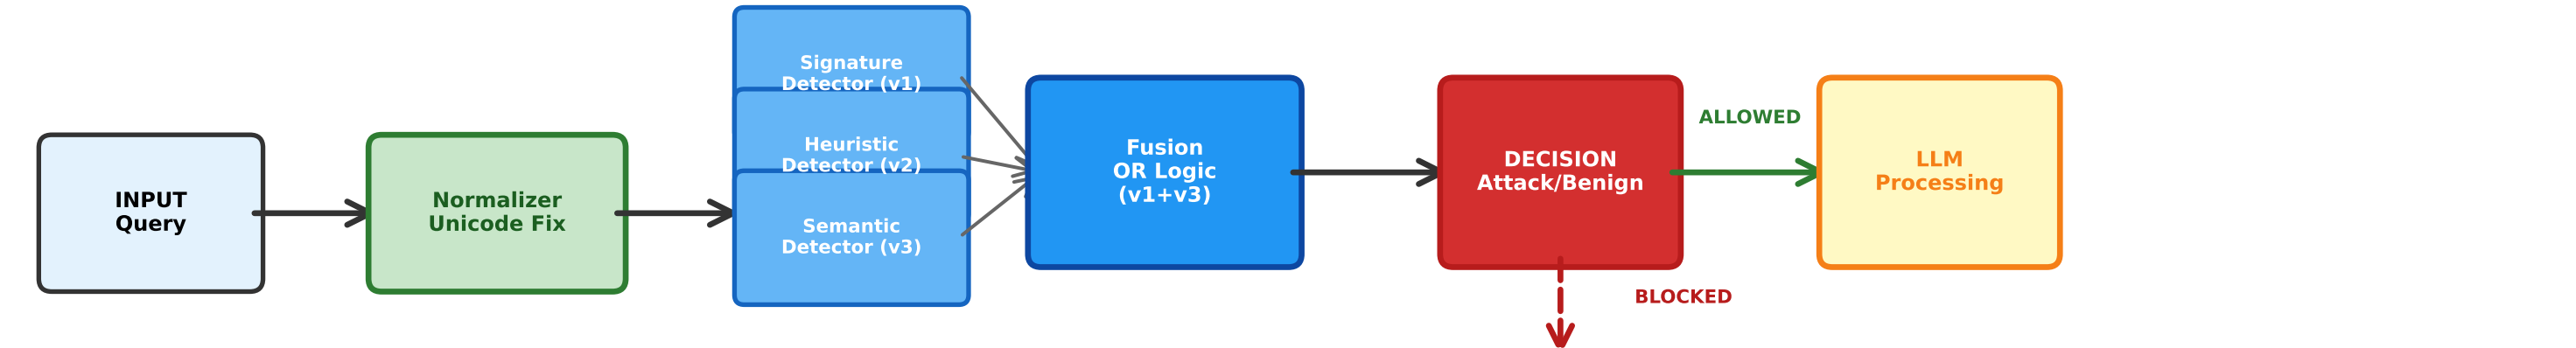 INPUT
Query
Normalizer
Unicode Fix
Signature
Detector (v1)
Heuristic
Detector (v2)
Semantic
Detector (v3)
Fusion
OR Logic
(v1+v3)
DECISION
Attack/Benign
ALLOWED
BLOCKED
LLM
Processing